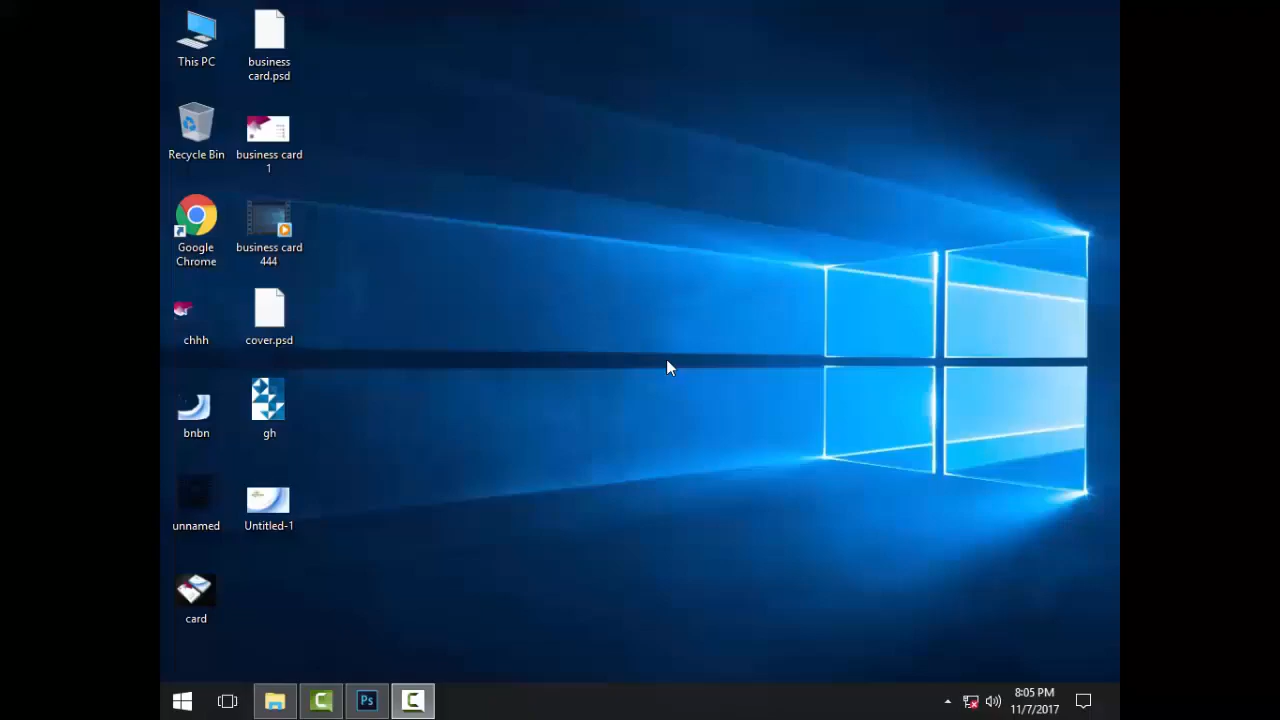 This PC
business
card.psd
Recycle Bin
business card
1
Google
Chrome
business card
444
chhh
cover.psd
bnbn
gh
unnamed
Untitled-1
card
Ps
8:05 PM
11/7/2017